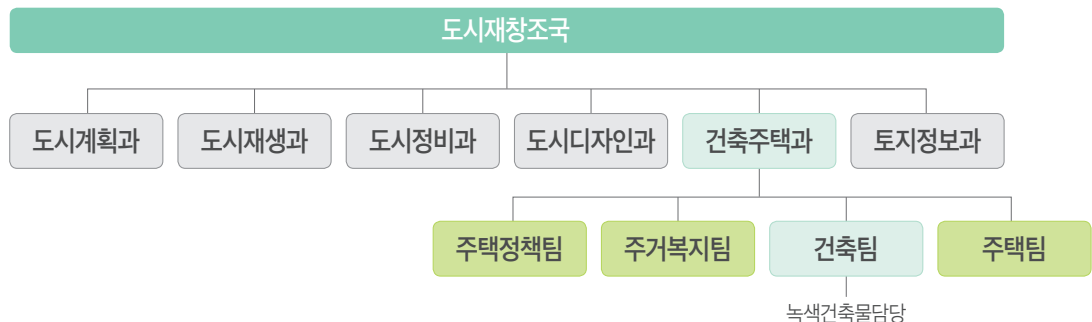 도시재창조국
도시계획과 도시재생과 도시정비과 도시디자인과 건축주택과 토지정보과
주택정책팀 주거복지팀 건축팀 주택팀
녹색건축물담당